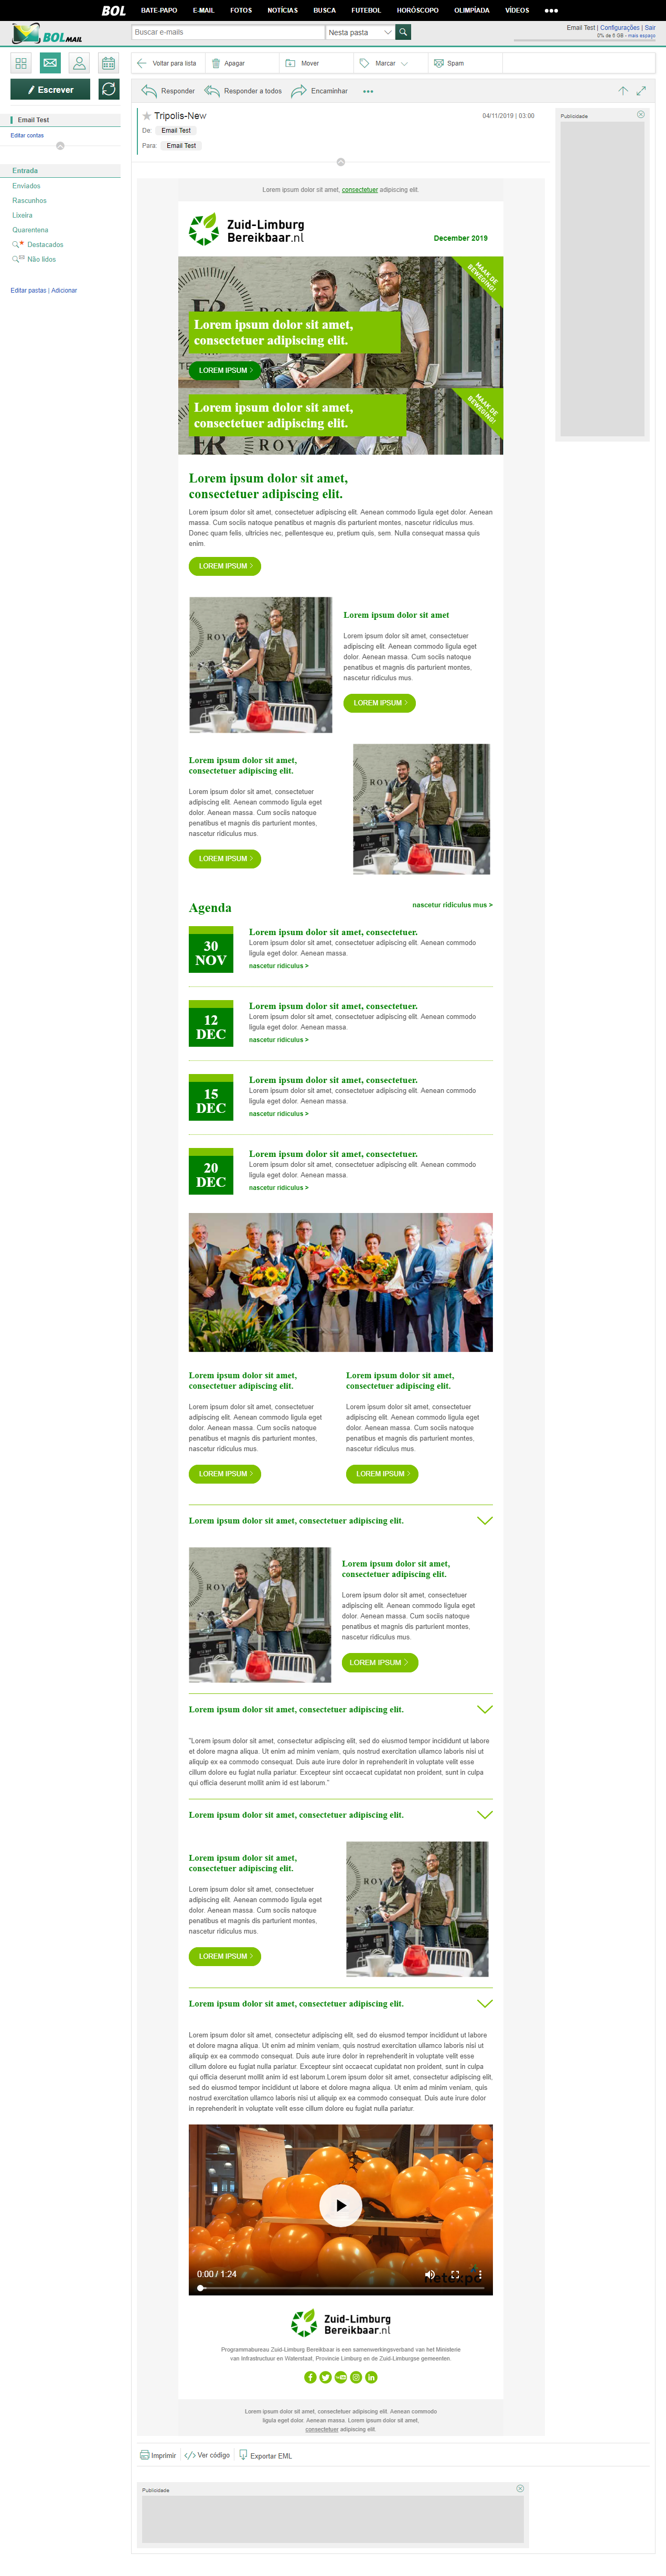 BOL BATE-PAPO E-MAIL FOTOS NOTÍCIAS BUSCA FUTEBOL HORÓSCOPO OLIMPÍADA VÍDEOS
BOLMAIL Buscar e-mails Nesta pasta Email Test | Configurações | Sair
0% de 5 GB - mais espaço
Voltar para lista Apagar Mover Marcar Spam
Escrever Responder Responder a todos Encaminhar
Email Test
Editar contas
Entrada
Enviados
Rascunhos
Lixeira
Quarentena
Destacados
Não lidos
Editar pastas | Adicionar
Tripolis-New 04/11/2019 | 03:00
De: Email Test
Para: Email Test
Publicidade
Lorem ipsum dolor sit amet, consectetuer adipiscing elit.
Zuid-Limburg
Bereikbaar.nl
December 2019
MAAR DE
BEWEGING!
Lorem ipsum dolor sit amet,
consectetuer adipiscing elit.
LOREM IPSUM
MAAR DE
BEWEGING!
Lorem ipsum dolor sit amet,
consectetuer adipiscing elit.
Lorem ipsum dolor sit amet,
consectetuer adipiscing elit.
Lorem ipsum dolor sit amet, consectetuer adipiscing elit. Aenean commodo ligula eget dolor. Aenean
massa. Cum sociis natoque penatibus et magnis dis parturient montes, nascetur ridiculus mus.
Donec quam felis, ultricies nec, pellentesque eu, pretium quis, sem. Nulla consequat massa quis
enim.
LOREM IPSUM
Lorem ipsum dolor sit amet
Lorem ipsum dolor sit amet, consectetuer
adipiscing elit. Aenean commodo ligula eget
dolor. Aenean massa. Cum sociis natoque
penatibus et magnis dis parturient montes,
nascetur ridiculus mus.
LOREM IPSUM
Lorem ipsum dolor sit amet,
consectetuer adipiscing elit.
Lorem ipsum dolor sit amet, consectetuer
adipiscing elit. Aenean commodo ligula eget
dolor. Aenean massa. Cum sociis natoque
penatibus et magnis dis parturient montes,
nascetur ridiculus mus.
LOREM IPSUM
Agenda nascetur ridiculus mus >
30
NOV
Lorem ipsum dolor sit amet, consectetuer.
Lorem ipsum dolor sit amet, consectetuer adipiscing elit. Aenean commodo
ligula eget dolor. Aenean massa.
nascetur ridiculus >
12
DEC
Lorem ipsum dolor sit amet, consectetuer.
Lorem ipsum dolor sit amet, consectetuer adipiscing elit. Aenean commodo
ligula eget dolor. Aenean massa.
nascetur ridiculus >
15
DEC
Lorem ipsum dolor sit amet, consectetuer.
Lorem ipsum dolor sit amet, consectetuer adipiscing elit. Aenean commodo
ligula eget dolor. Aenean massa.
nascetur ridiculus >
20
DEC
Lorem ipsum dolor sit amet, consectetuer.
Lorem ipsum dolor sit amet, consectetuer adipiscing elit. Aenean commodo
ligula eget dolor. Aenean massa.
nascetur ridiculus >
Lorem ipsum dolor sit amet,
consectetuer adipiscing elit.
Lorem ipsum dolor sit amet, consectetuer
adipiscing elit. Aenean commodo ligula eget
dolor. Aenean massa. Cum sociis natoque
penatibus et magnis dis parturient montes,
nascetur ridiculus mus.
LOREM IPSUM
Lorem ipsum dolor sit amet,
consectetuer adipiscing elit.
Lorem ipsum dolor sit amet, consectetuer
adipiscing elit. Aenean commodo ligula eget
dolor. Aenean massa. Cum sociis natoque
penatibus et magnis dis parturient montes,
nascetur ridiculus mus.
LOREM IPSUM
Lorem ipsum dolor sit amet, consectetuer adipiscing elit.
Lorem ipsum dolor sit amet,
consectetuer adipiscing elit.
Lorem ipsum dolor sit amet, consectetuer
adipiscing elit. Aenean commodo ligula eget
dolor. Aenean massa. Cum sociis natoque
penatibus et magnis dis parturient montes,
nascetur ridiculus mus.
LOREM IPSUM
Lorem ipsum dolor sit amet, consectetuer adipiscing elit.
"Lorem ipsum dolor sit amet, consectetur adipiscing elit, sed do eiusmod tempor incididunt ut labore
et dolore magna aliqua. Ut enim ad minim veniam, quis nostrud exercitation ullamco laboris nisi ut
aliquip ex ea commodo consequat. Duis aute irure dolor in reprehenderit in voluptate velit esse
cillum dolore eu fugiat nulla pariatur. Excepteur sint occaecat cupidatat non proident, sunt in culpa
qui officia deserunt mollit anim id est laborum."
Lorem ipsum dolor sit amet, consectetuer adipiscing elit.
Lorem ipsum dolor sit amet,
consectetuer adipiscing elit.
Lorem ipsum dolor sit amet, consectetuer
adipiscing elit. Aenean commodo ligula eget
dolor. Aenean massa. Cum sociis natoque
penatibus et magnis dis parturient montes,
nascetur ridiculus mus.
LOREM IPSUM
Lorem ipsum dolor sit amet, consectetuer adipiscing elit.
Lorem ipsum dolor sit amet, consectetur adipiscing elit, sed do eiusmod tempor incididunt ut labore
et dolore magna aliqua. Ut enim ad minim veniam, quis nostrud exercitation ullamco laboris nisi ut
aliquip ex ea commodo consequat. Duis aute irure dolor in reprehenderit in voluptate velit esse
cillum dolore eu fugiat nulla pariatur. Excepteur sint occaecat cupidatat non proident, sunt in culpa
qui officia deserunt mollit anim id est laborum.Lorem ipsum dolor sit amet, consectetur adipiscing elit,
sed do eiusmod tempor incididunt ut labore et dolore magna aliqua. Ut enim ad minim veniam, quis
nostrud exercitation ullamco laboris nisi ut aliquip ex ea commodo consequat. Duis aute irure dolor
in reprehenderit in voluptate velit esse cillum dolore eu fugiat nulla pariatur.
0:00 / 1:24
Zuid-Limburg
Bereikbaar.nl
Programmabureau Zuid-Limburg Bereikbaar is een samenwerkingsverband van het Ministerie
van Infrastructuur en Waterstaat, Provincie Limburg en de Zuid-Limburgse gemeenten.
Lorem ipsum dolor sit amet, consectetuer adipiscing elit. Aenean commodo
ligula eget dolor. Aenean massa. Lorem ipsum dolor sit amet,
consectetuer adipiscing elit.
Imprimir Ver código Exportar EML
Publicidade